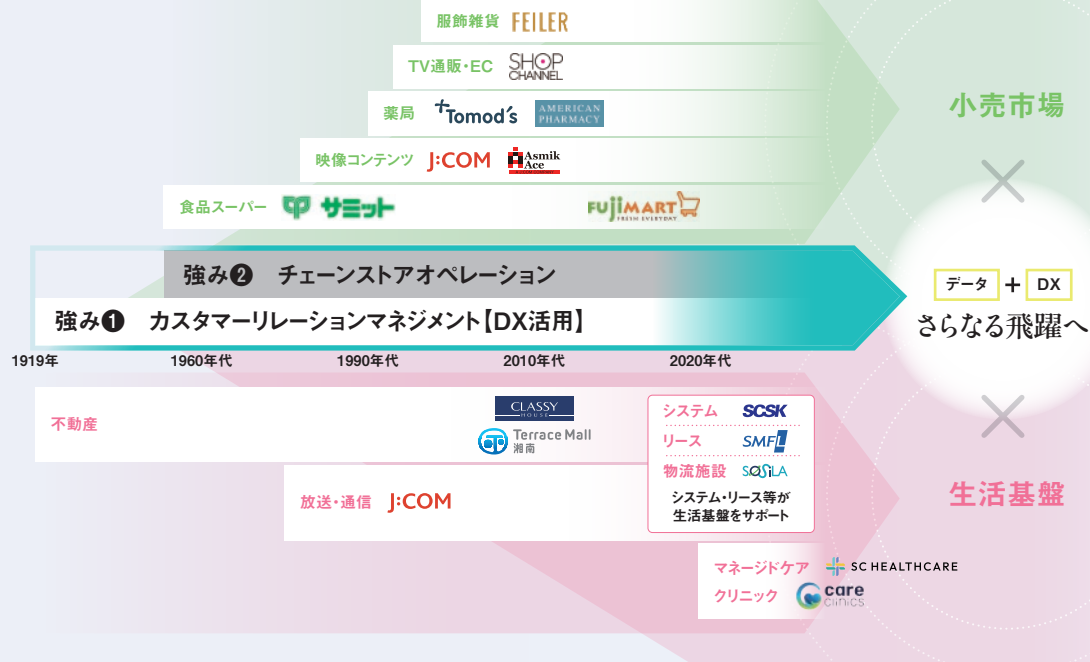 服飾雑貨 FEILER
TV通販・EC SHOP CHANNEL
薬局 Tomod's AMERICAN PHARMACY
映像コンテンツ J:COM Asmik Ace
食品スーパー サミット FUJIMART FRESH EVERYDAY
小売市場
強み❷ チェーンストアオペレーション
強み❶ カスタマーリレーションマネジメント【DX活用】
データ + DX
さらなる飛躍へ
1919年 1960年代 1990年代 2010年代 2020年代
不動産 CLASSY HOUSE
Terrace Mall 湘南
放送・通信 J:COM
システム SCSK
リース SMFL
物流施設 SOSiLA
システム・リース等が
生活基盤をサポート
生活基盤
マネージドケア SC HEALTHCARE
クリニック care clinics